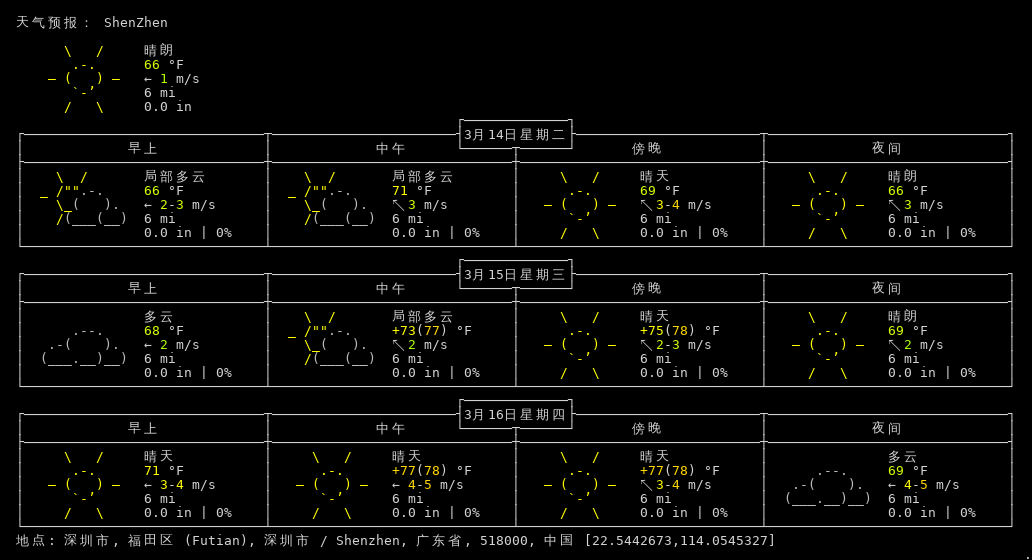 天气预报： ShenZhen
晴朗
66 °F
← 1 m/s
6 mi
0.0 in
3月14日星期二
早上 中午 傍晚 夜间
局部多云 局部多云 晴天 晴朗
66 °F 71 °F 69 °F 66 °F
← 2-3 m/s ↖ 3 m/s ↖ 3-4 m/s ↖ 3 m/s
6 mi 6 mi 6 mi 6 mi
0.0 in | 0% 0.0 in | 0% 0.0 in | 0% 0.0 in | 0%
3月15日星期三
早上 中午 傍晚 夜间
多云 局部多云 晴天 晴朗
68 °F +73(77) °F +75(78) °F 69 °F
← 2 m/s ↖ 2 m/s ↖ 2-3 m/s ↖ 2 m/s
6 mi 6 mi 6 mi 6 mi
0.0 in | 0% 0.0 in | 0% 0.0 in | 0% 0.0 in | 0%
3月16日星期四
早上 中午 傍晚 夜间
晴天 晴天 晴天 多云
71 °F +77(78) °F +77(78) °F 69 °F
← 3-4 m/s ← 4-5 m/s ↖ 3-4 m/s ← 4-5 m/s
6 mi 6 mi 6 mi 6 mi
0.0 in | 0% 0.0 in | 0% 0.0 in | 0% 0.0 in | 0%
地点: 深圳市, 福田区 (Futian), 深圳市 / Shenzhen, 广东省, 518000, 中国 [22.5442673,114.0545327]